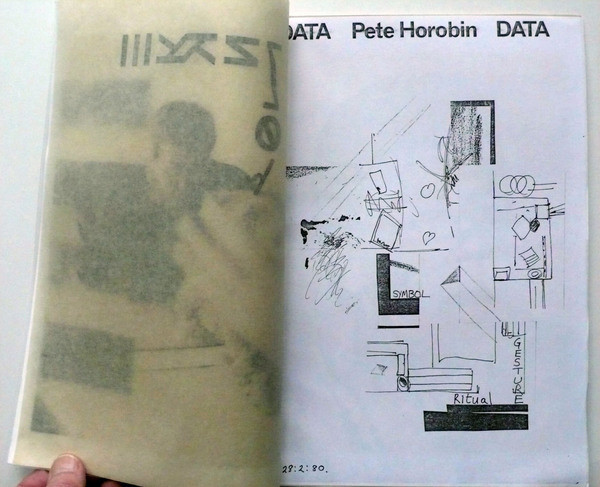 DATA Pete Horobin DATA
SYMBOL
GESTURE
Ritual
28:2:80.